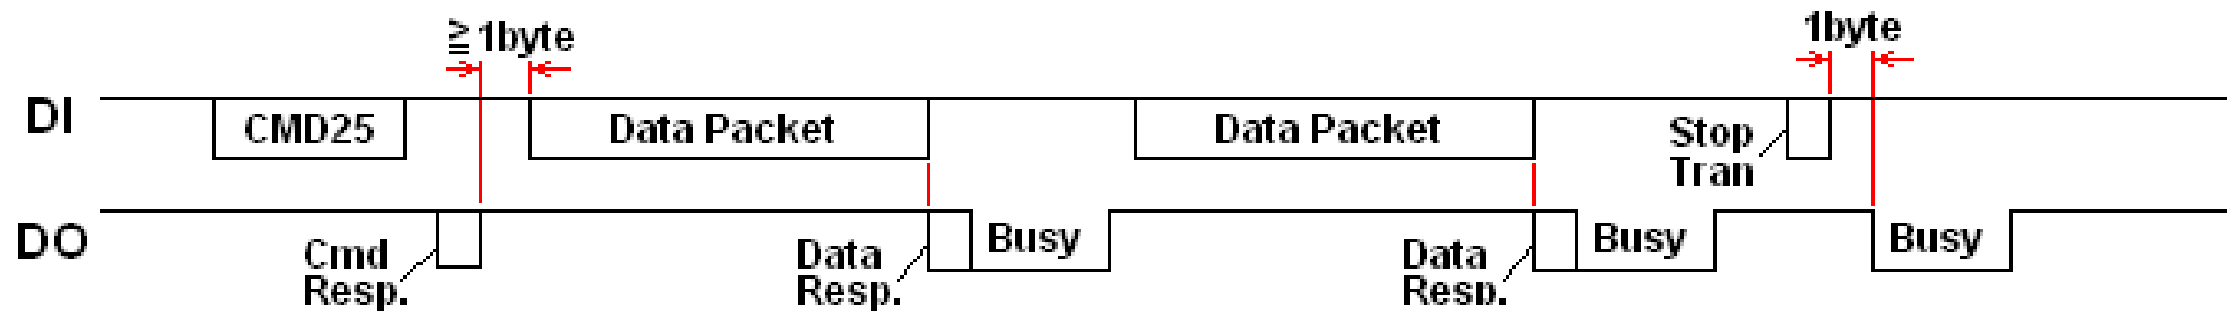 ≧ 1byte
1byte
DI
CMD25
Data Packet
Data Packet
Stop
Tran
DO
Cmd
Resp.
Data
Resp.
Busy
Data
Resp.
Busy
Busy